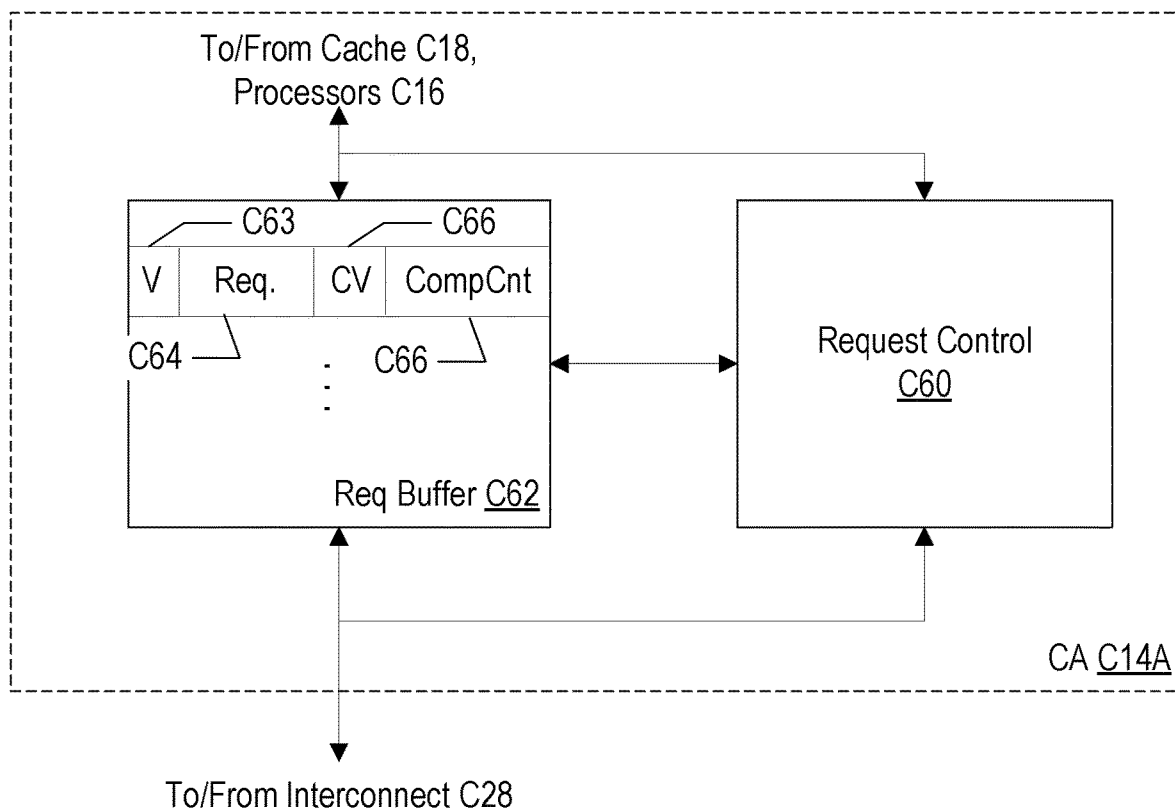 To/From Cache C18,
Processors C16
C63
C66
V
Req.
CV
CompCnt
C64
C66
Req Buffer C62
Request Control
C60
CA C14A
To/From Interconnect C28